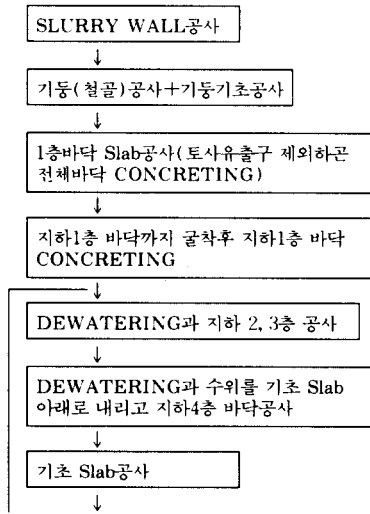 SLURRY WALL공사
기둥(철골)공사+기둥기초공사
1층바닥 Slab공사(토사유출구 제외하곤
전체바닥 CONCRETING)
지하1층 바닥까지 굴착후 지하1층 바닥
CONCRETING
DEWATERING과 지하 2, 3층 공사
DEWATERING과 수위를 기초 Slab
아래로 내리고 지하4층 바닥공사
기초 Slab공사